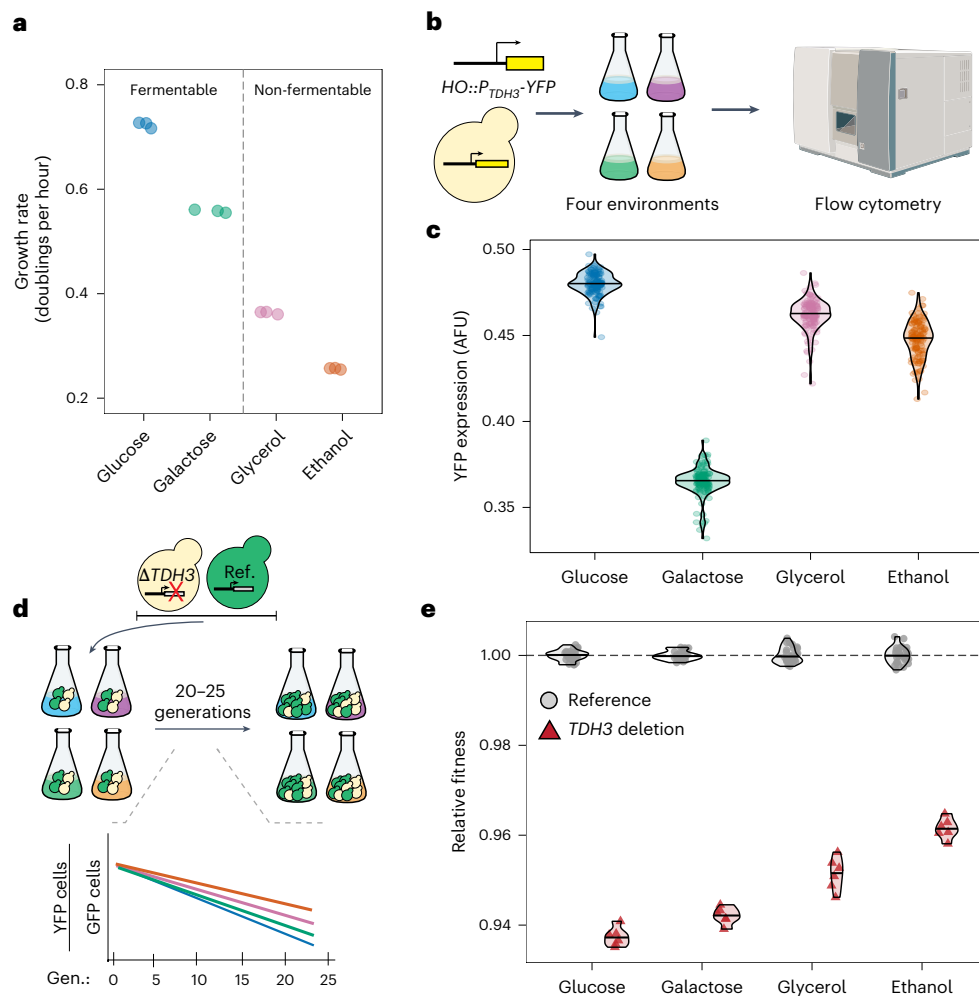 a
0.8
0.6
0.4
0.2
Growth rate
(doublings per hour)
Fermentable
Non-fermentable
Glucose
Galactose
Glycerol
Ethanol
b
HO::P_TDH3-YFP
Four environments
Flow cytometry
c
0.50
0.45
0.40
0.35
YFP expression (AFU)
Glucose
Galactose
Glycerol
Ethanol
d
ΔTDH3
Ref.
20–25
generations
YFP cells
GFP cells
Gen.:
0
5
10
15
20
25
e
1.00
0.98
0.96
0.94
Relative fitness
Reference
TDH3 deletion
Glucose
Galactose
Glycerol
Ethanol